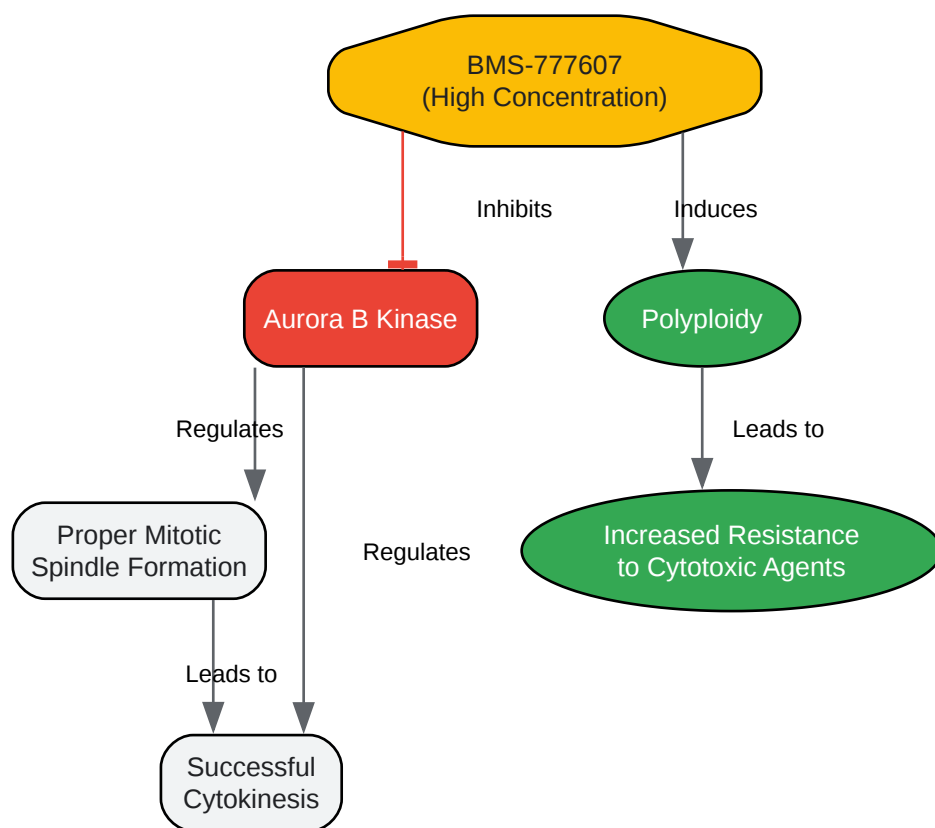 BMS-777607
(High Concentration)
Inhibits
Induces
Aurora B Kinase
Polyploidy
Regulates
Leads to
Proper Mitotic
Spindle Formation
Regulates
Increased Resistance
to Cytotoxic Agents
Leads to
Successful
Cytokinesis